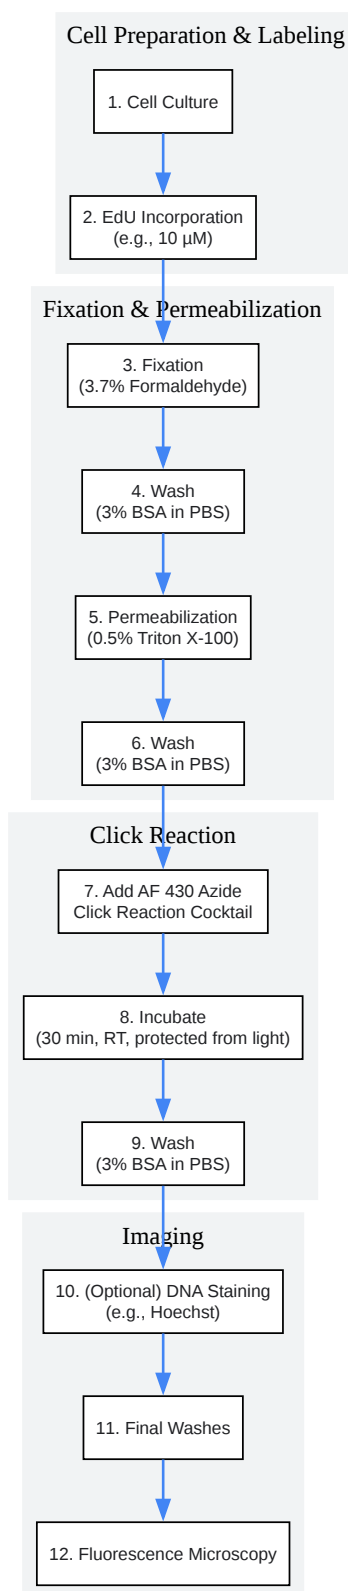 Cell Preparation & Labeling
1. Cell Culture
2. EdU Incorporation
(e.g., 10 µM)
Fixation & Permeabilization
3. Fixation
(3.7% Formaldehyde)
4. Wash
(3% BSA in PBS)
5. Permeabilization
(0.5% Triton X-100)
6. Wash
(3% BSA in PBS)
Click Reaction
7. Add AF 430 Azide
Click Reaction Cocktail
8. Incubate
(30 min, RT, protected from light)
9. Wash
(3% BSA in PBS)
Imaging
10. (Optional) DNA Staining
(e.g., Hoechst)
11. Final Washes
12. Fluorescence Microscopy